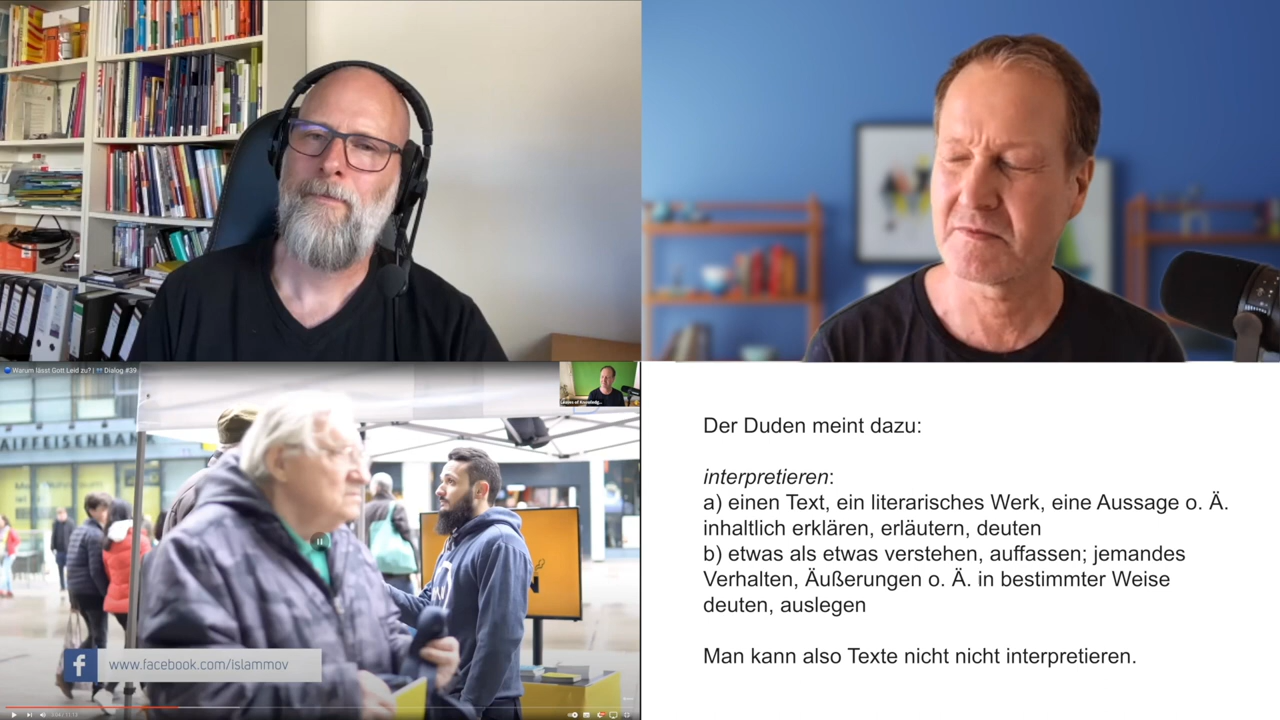 Warum lässt Gott Leid zu? | Dialog #39
AIFFEISENBANK
www.facebook.com/Islammov
Der Duden meint dazu:
interpretieren:
a) einen Text, ein literarisches Werk, eine Aussage o. Ä.
inhaltlich erklären, erläutern, deuten
b) etwas als etwas verstehen, auffassen; jemandes
Verhalten, Äußerungen o. Ä. in bestimmter Weise
deuten, auslegen
Man kann also Texte nicht nicht interpretieren.